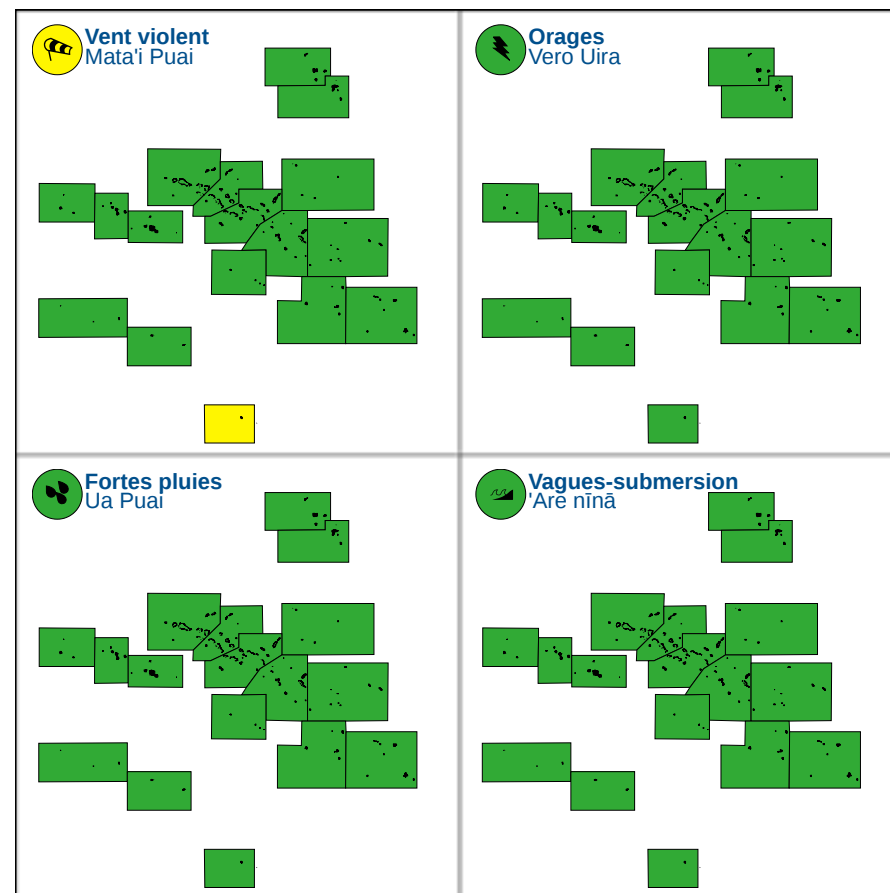 Vent violent
Mata'i Puai
Orages
Vero Uira
Fortes pluies
Ua Puai
Vagues-submersion
'Are nīnā